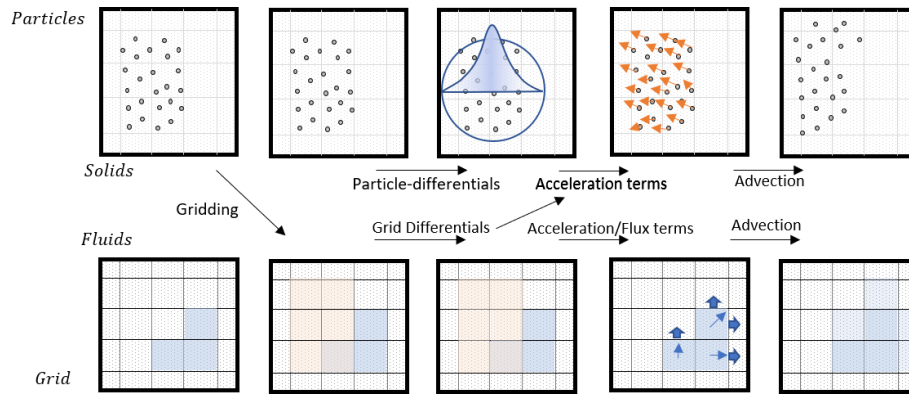 Particles
Solids
Particle-differentials
Acceleration terms
Advection
Gridding
Fluids
Grid Differentials
Acceleration/Flux terms
Advection
Grid